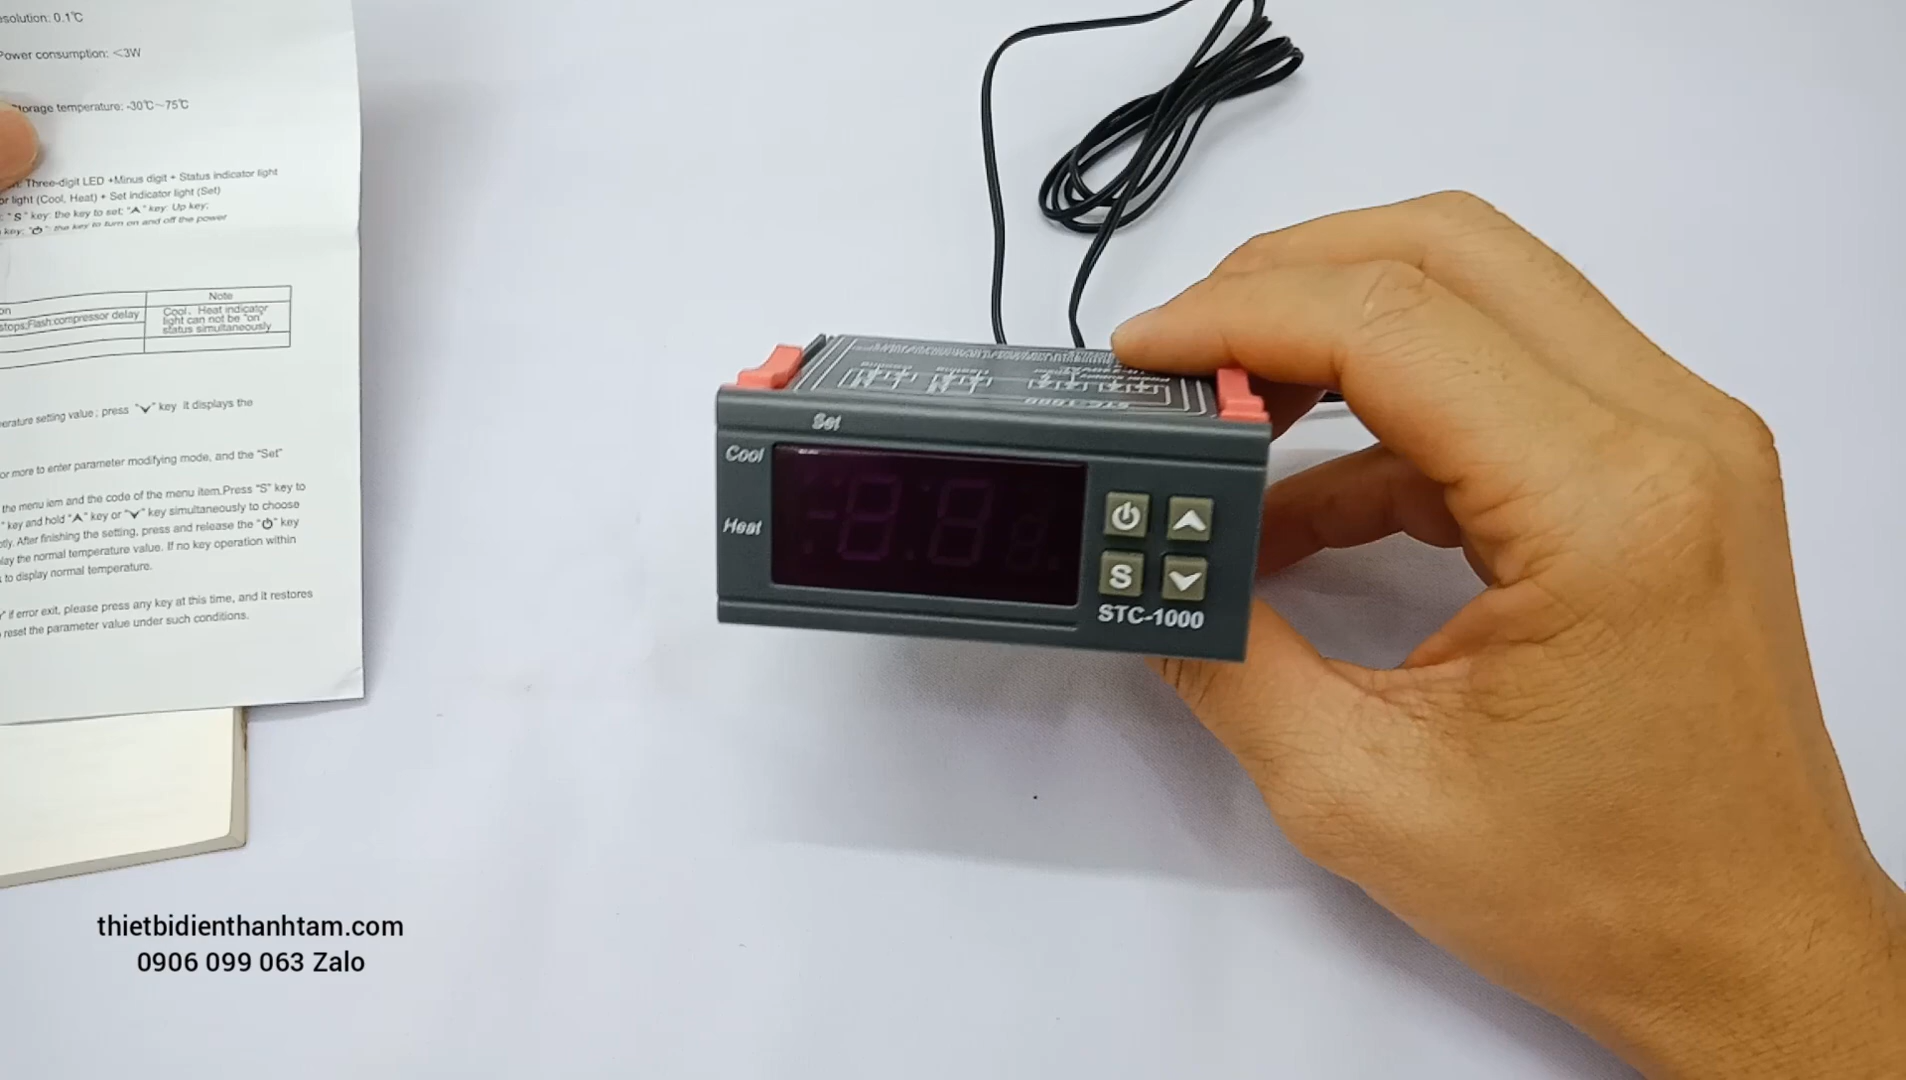 esolution: 0.1℃
Power consumption: <3W
torage temperature: -30℃~75℃
Three-digit LED +Minus digit + Status indicator light
or light (Cool, Heat) + Set indicator light (Set)
"S" key: the key to set; "∧" key: Up key;
key; "⏻": the key to turn on and off the power
Note
on
stops;Flash:compressor delay
Cool、Heat indicator
light can not be "on"
status simultaneously
erature setting value; press "∨" key it displays the
or more to enter parameter modifying mode, and the "Set"
the menu iem and the code of the menu item.Press "S" key to
" key and hold "∧" key or "∨" key simultaneously to choose
tly. After finishing the setting, press and release the "⏻" key
lay the normal temperature value. If no key operation within
to display normal temperature.
if error exit, please press any key at this time, and it restores
reset the parameter value under such conditions.
STC-1000
Set
Cool
Heat
S
STC-1000
thietbidienthanhtam.com
0906 099 063 Zalo